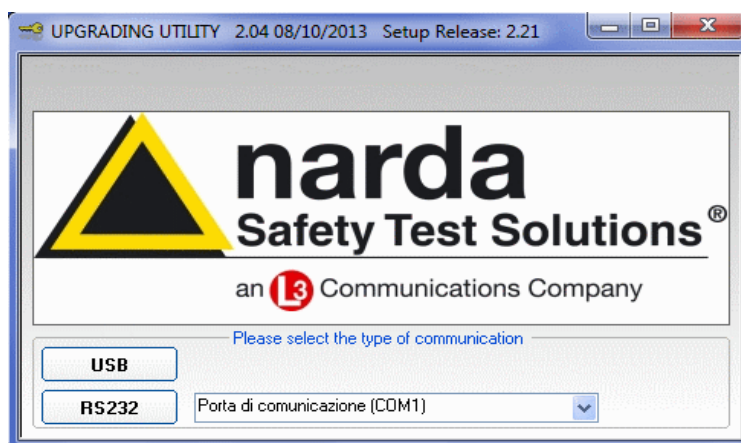 UPGRADING UTILITY 2.04 08/10/2013 Setup Release: 2.21
narda
Safety Test Solutions®
an L3 Communications Company
Please select the type of communication
USB
RS232 Porta di comunicazione (COM1)